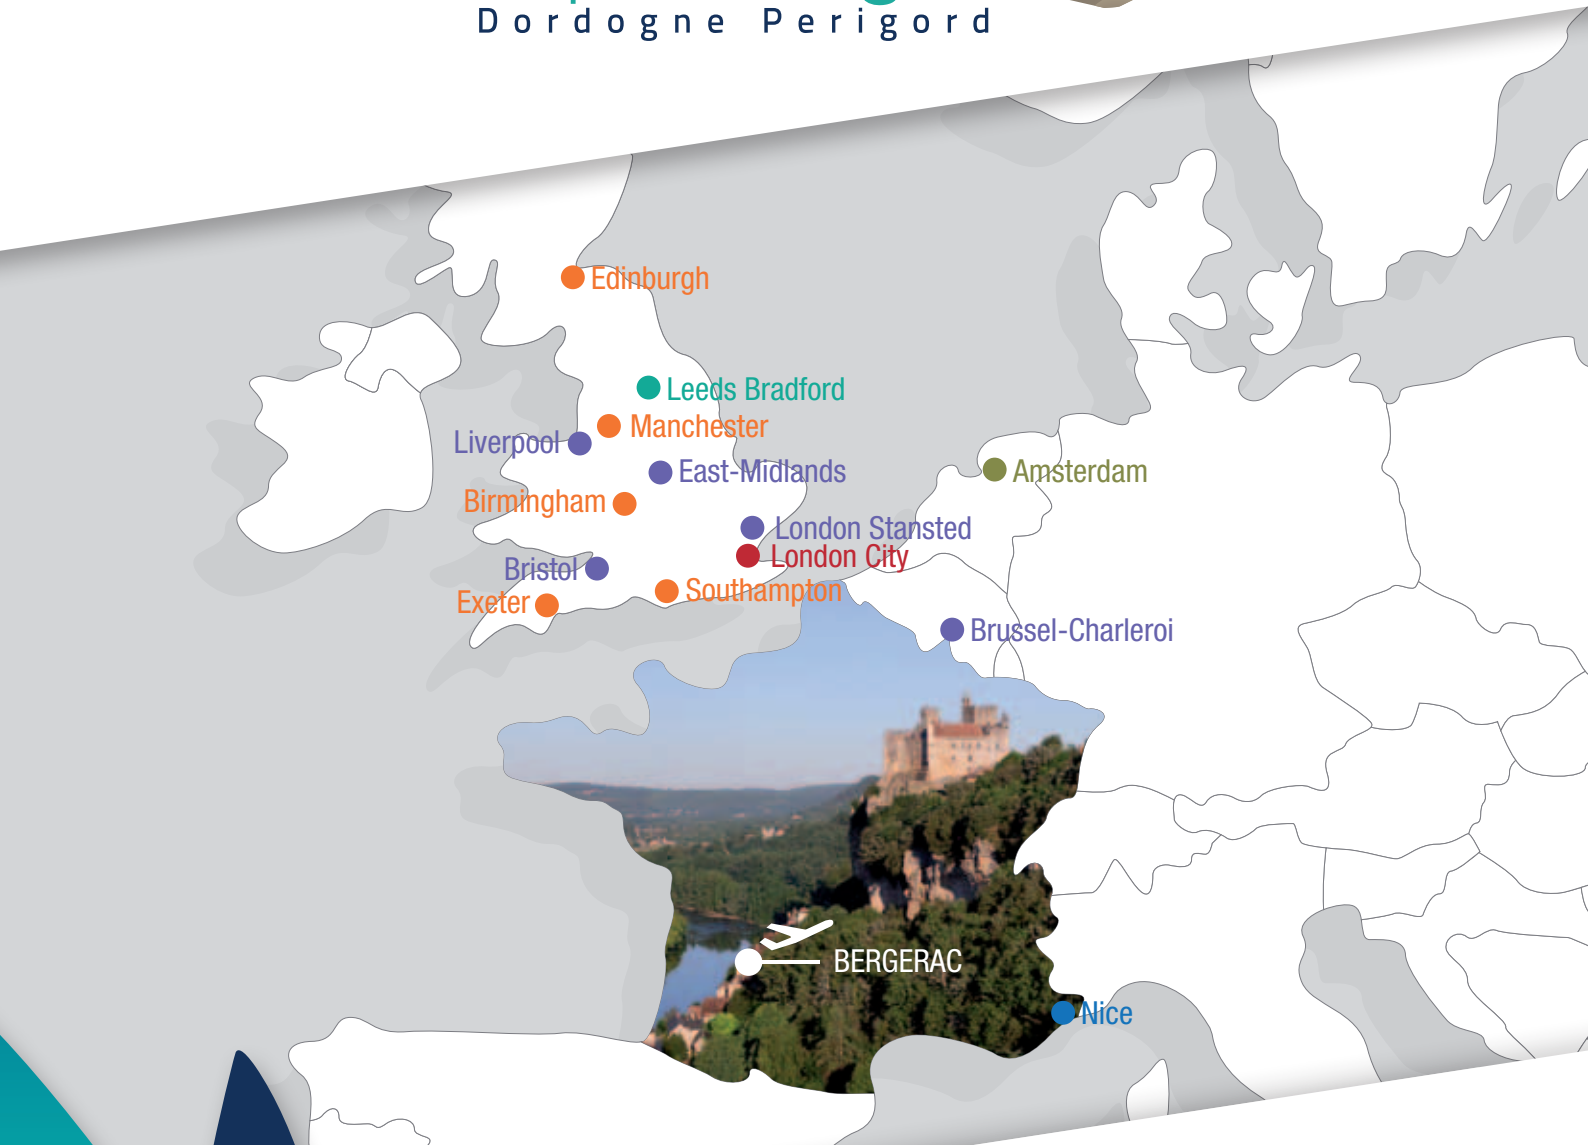 Dordogne Perigord
Edinburgh
Leeds Bradford
Manchester
Liverpool
East-Midlands
Amsterdam
Birmingham
London Stansted
London City
Bristol
Southampton
Exeter
Brussel-Charleroi
BERGERAC
Nice